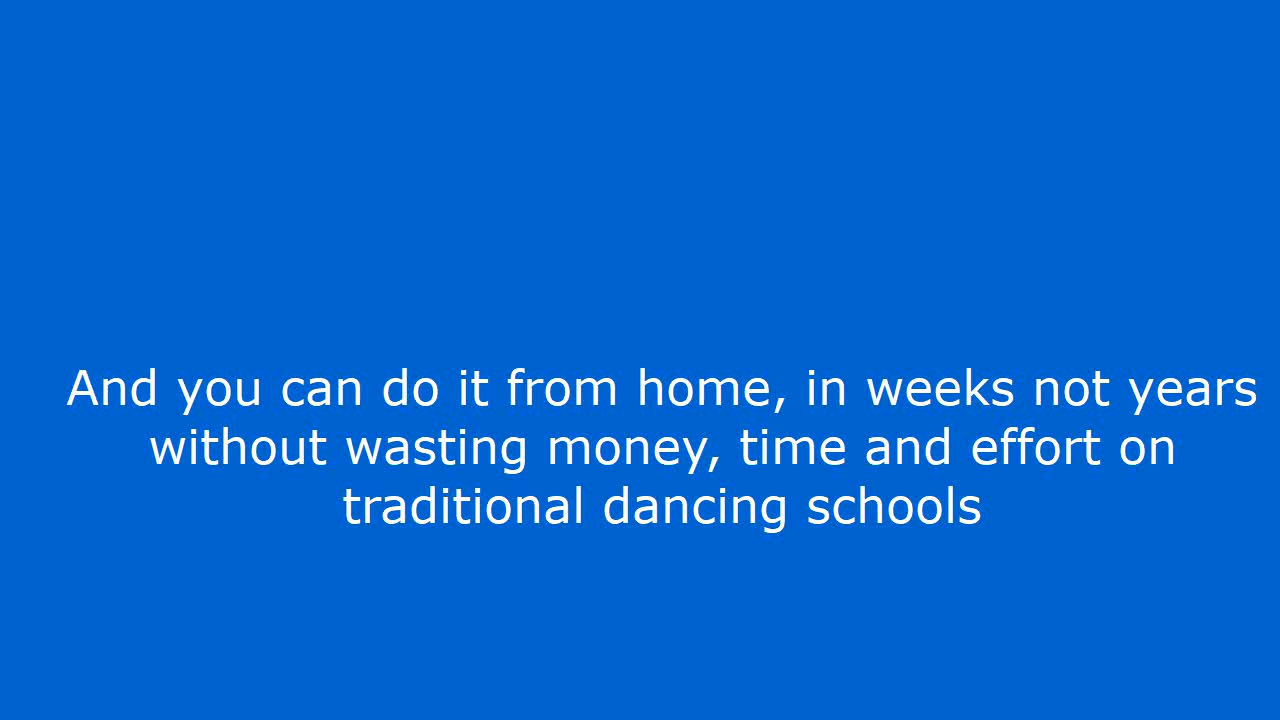 And you can do it from home, in weeks not years
without wasting money, time and effort on
traditional dancing schools